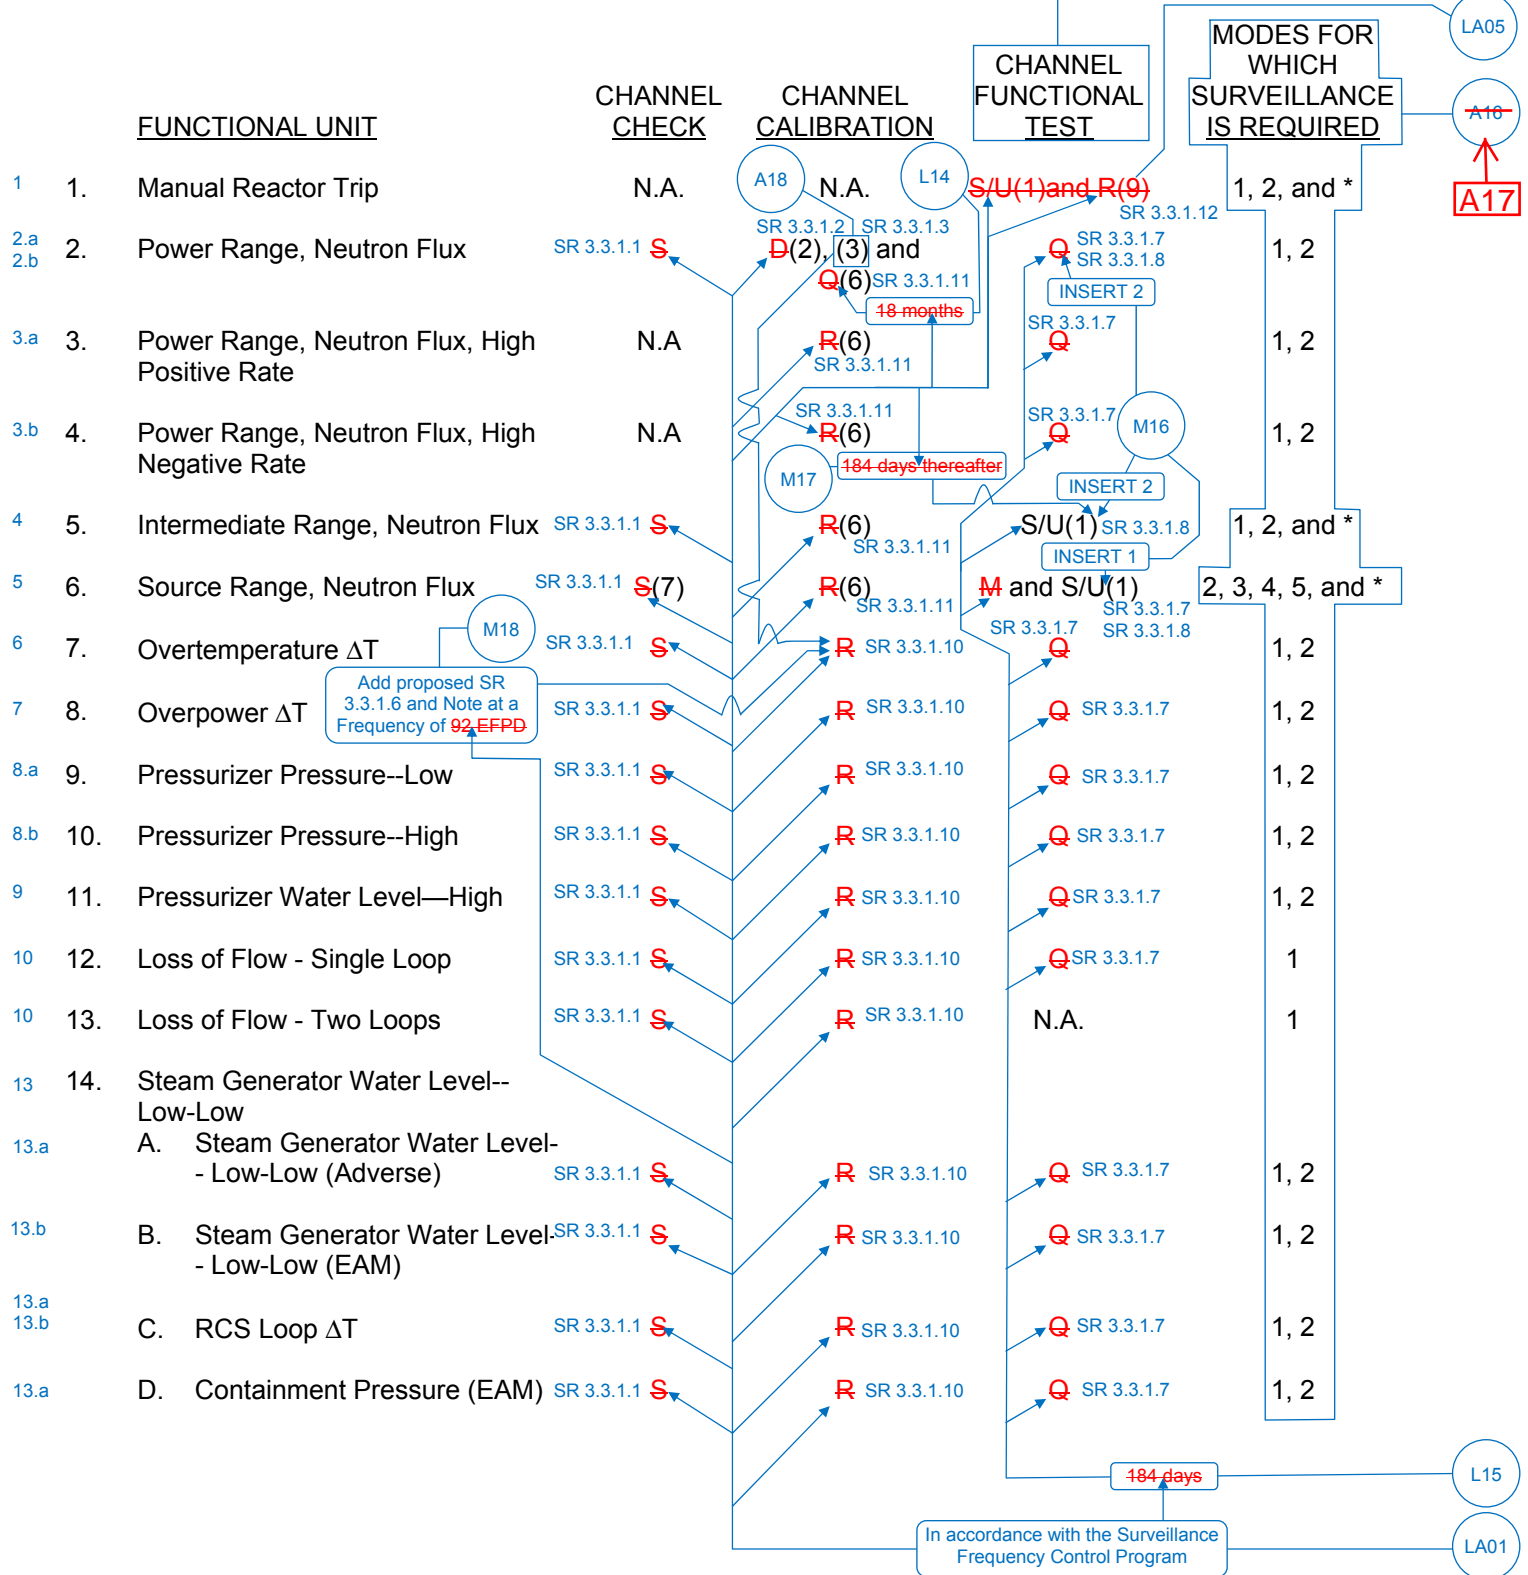 LA05
MODES FOR
WHICH
SURVEILLANCE
IS REQUIRED
CHANNEL
FUNCTIONAL
TEST
CHANNEL
CHECK
CHANNEL
CALIBRATION
FUNCTIONAL UNIT
A16
A17
A18
L14
1 1. Manual Reactor Trip N.A. N.A. S/U(1)and R(9) 1, 2, and *
SR 3.3.1.12
SR 3.3.1.2 SR 3.3.1.3
2.a
2.b
2. Power Range, Neutron Flux SR 3.3.1.1 S D(2), (3) and Q SR 3.3.1.7 1, 2
SR 3.3.1.8
Q(6) SR 3.3.1.11
INSERT 2
18 months
SR 3.3.1.7
3.a 3. Power Range, Neutron Flux, High N.A R(6) Q 1, 2
Positive Rate
SR 3.3.1.11
SR 3.3.1.11
SR 3.3.1.7
M16
3.b 4. Power Range, Neutron Flux, High N.A R(6) Q 1, 2
Negative Rate
M17
184 days thereafter
INSERT 2
4 5. Intermediate Range, Neutron Flux SR 3.3.1.1 S R(6) S/U(1) SR 3.3.1.8 1, 2, and *
SR 3.3.1.11
INSERT 1
5 6. Source Range, Neutron Flux SR 3.3.1.1 S(7) R(6) M and S/U(1) 2, 3, 4, 5, and *
SR 3.3.1.11
SR 3.3.1.7
SR 3.3.1.8
M18
SR 3.3.1.7
6 7. Overtemperature ∆T SR 3.3.1.1 S R SR 3.3.1.10 Q 1, 2
Add proposed SR
3.3.1.6 and Note at a
Frequency of 92 EFPD
7 8. Overpower ∆T SR 3.3.1.1 S R SR 3.3.1.10 Q SR 3.3.1.7 1, 2
8.a 9. Pressurizer Pressure--Low SR 3.3.1.1 S R SR 3.3.1.10 Q SR 3.3.1.7 1, 2
8.b 10. Pressurizer Pressure--High SR 3.3.1.1 S R SR 3.3.1.10 Q SR 3.3.1.7 1, 2
9 11. Pressurizer Water Level—High SR 3.3.1.1 S R SR 3.3.1.10 Q SR 3.3.1.7 1, 2
10 12. Loss of Flow - Single Loop SR 3.3.1.1 S R SR 3.3.1.10 Q SR 3.3.1.7 1
10 13. Loss of Flow - Two Loops SR 3.3.1.1 S R SR 3.3.1.10 N.A. 1
13 14. Steam Generator Water Level--
Low-Low
13.a A. Steam Generator Water Level-
- Low-Low (Adverse) SR 3.3.1.1 S R SR 3.3.1.10 Q SR 3.3.1.7 1, 2
13.b B. Steam Generator Water Level- SR 3.3.1.1 S R SR 3.3.1.10 Q SR 3.3.1.7 1, 2
- Low-Low (EAM)
13.a
13.b
C. RCS Loop ∆T SR 3.3.1.1 S R SR 3.3.1.10 Q SR 3.3.1.7 1, 2
13.a D. Containment Pressure (EAM) SR 3.3.1.1 S R SR 3.3.1.10 Q SR 3.3.1.7 1, 2
184 days
L15
In accordance with the Surveillance
Frequency Control Program
LA01